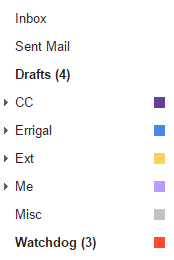 Inbox
Sent Mail
Drafts (4)
CC
Errigal
Ext
Me
Misc
Watchdog (3)